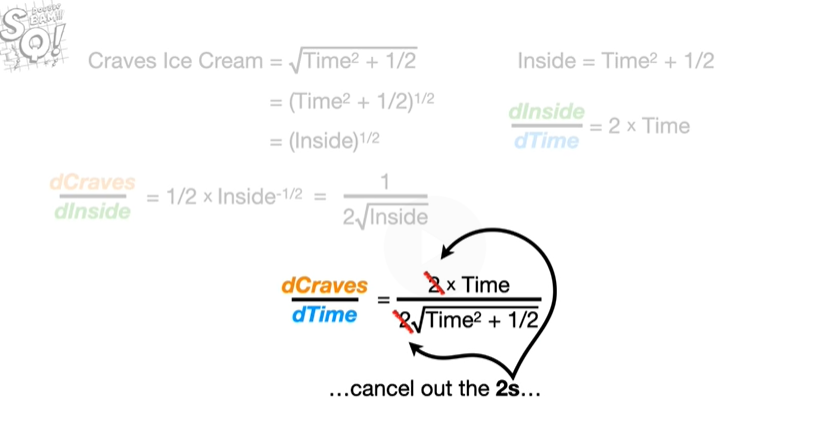 SQ!
Craves Ice Cream = √Time² + 1/2
= (Time² + 1/2)^1/2
= (Inside)^1/2
Inside = Time² + 1/2
dInside
dTime
= 2 x Time
dCraves
dInside
= 1/2 x Inside^-1/2 =
1
2√Inside
dCraves
dTime
=
2 x Time
2√Time² + 1/2
...cancel out the 2s...